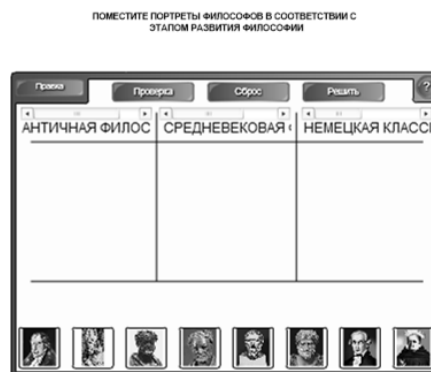 ПОМЕСТИТЕ ПОРТРЕТЫ ФИЛОСОФОВ В СООТВЕТСТВИИ С
ЭТАПОМ РАЗВИТИЯ ФИЛОСОФИИ
Правка Проверка Сброс Решить ?
АНТИЧНАЯ ФИЛОС СРЕДНЕВЕКОВАЯ НЕМЕЦКАЯ КЛАССИ